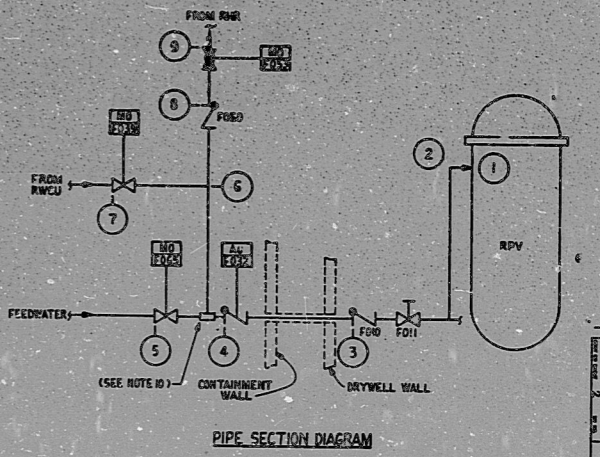 FROM RHR
9
MO
F053
8
F050
MO
F039
2
1
FROM
RWCU
6
7
RPV
MO
F065
AO
F032
FEEDWATER
F010
F011
5
4
3
(SEE NOTE 10)
CONTAINMENT
WALL
DRYWELL WALL
PIPE SECTION DIAGRAM